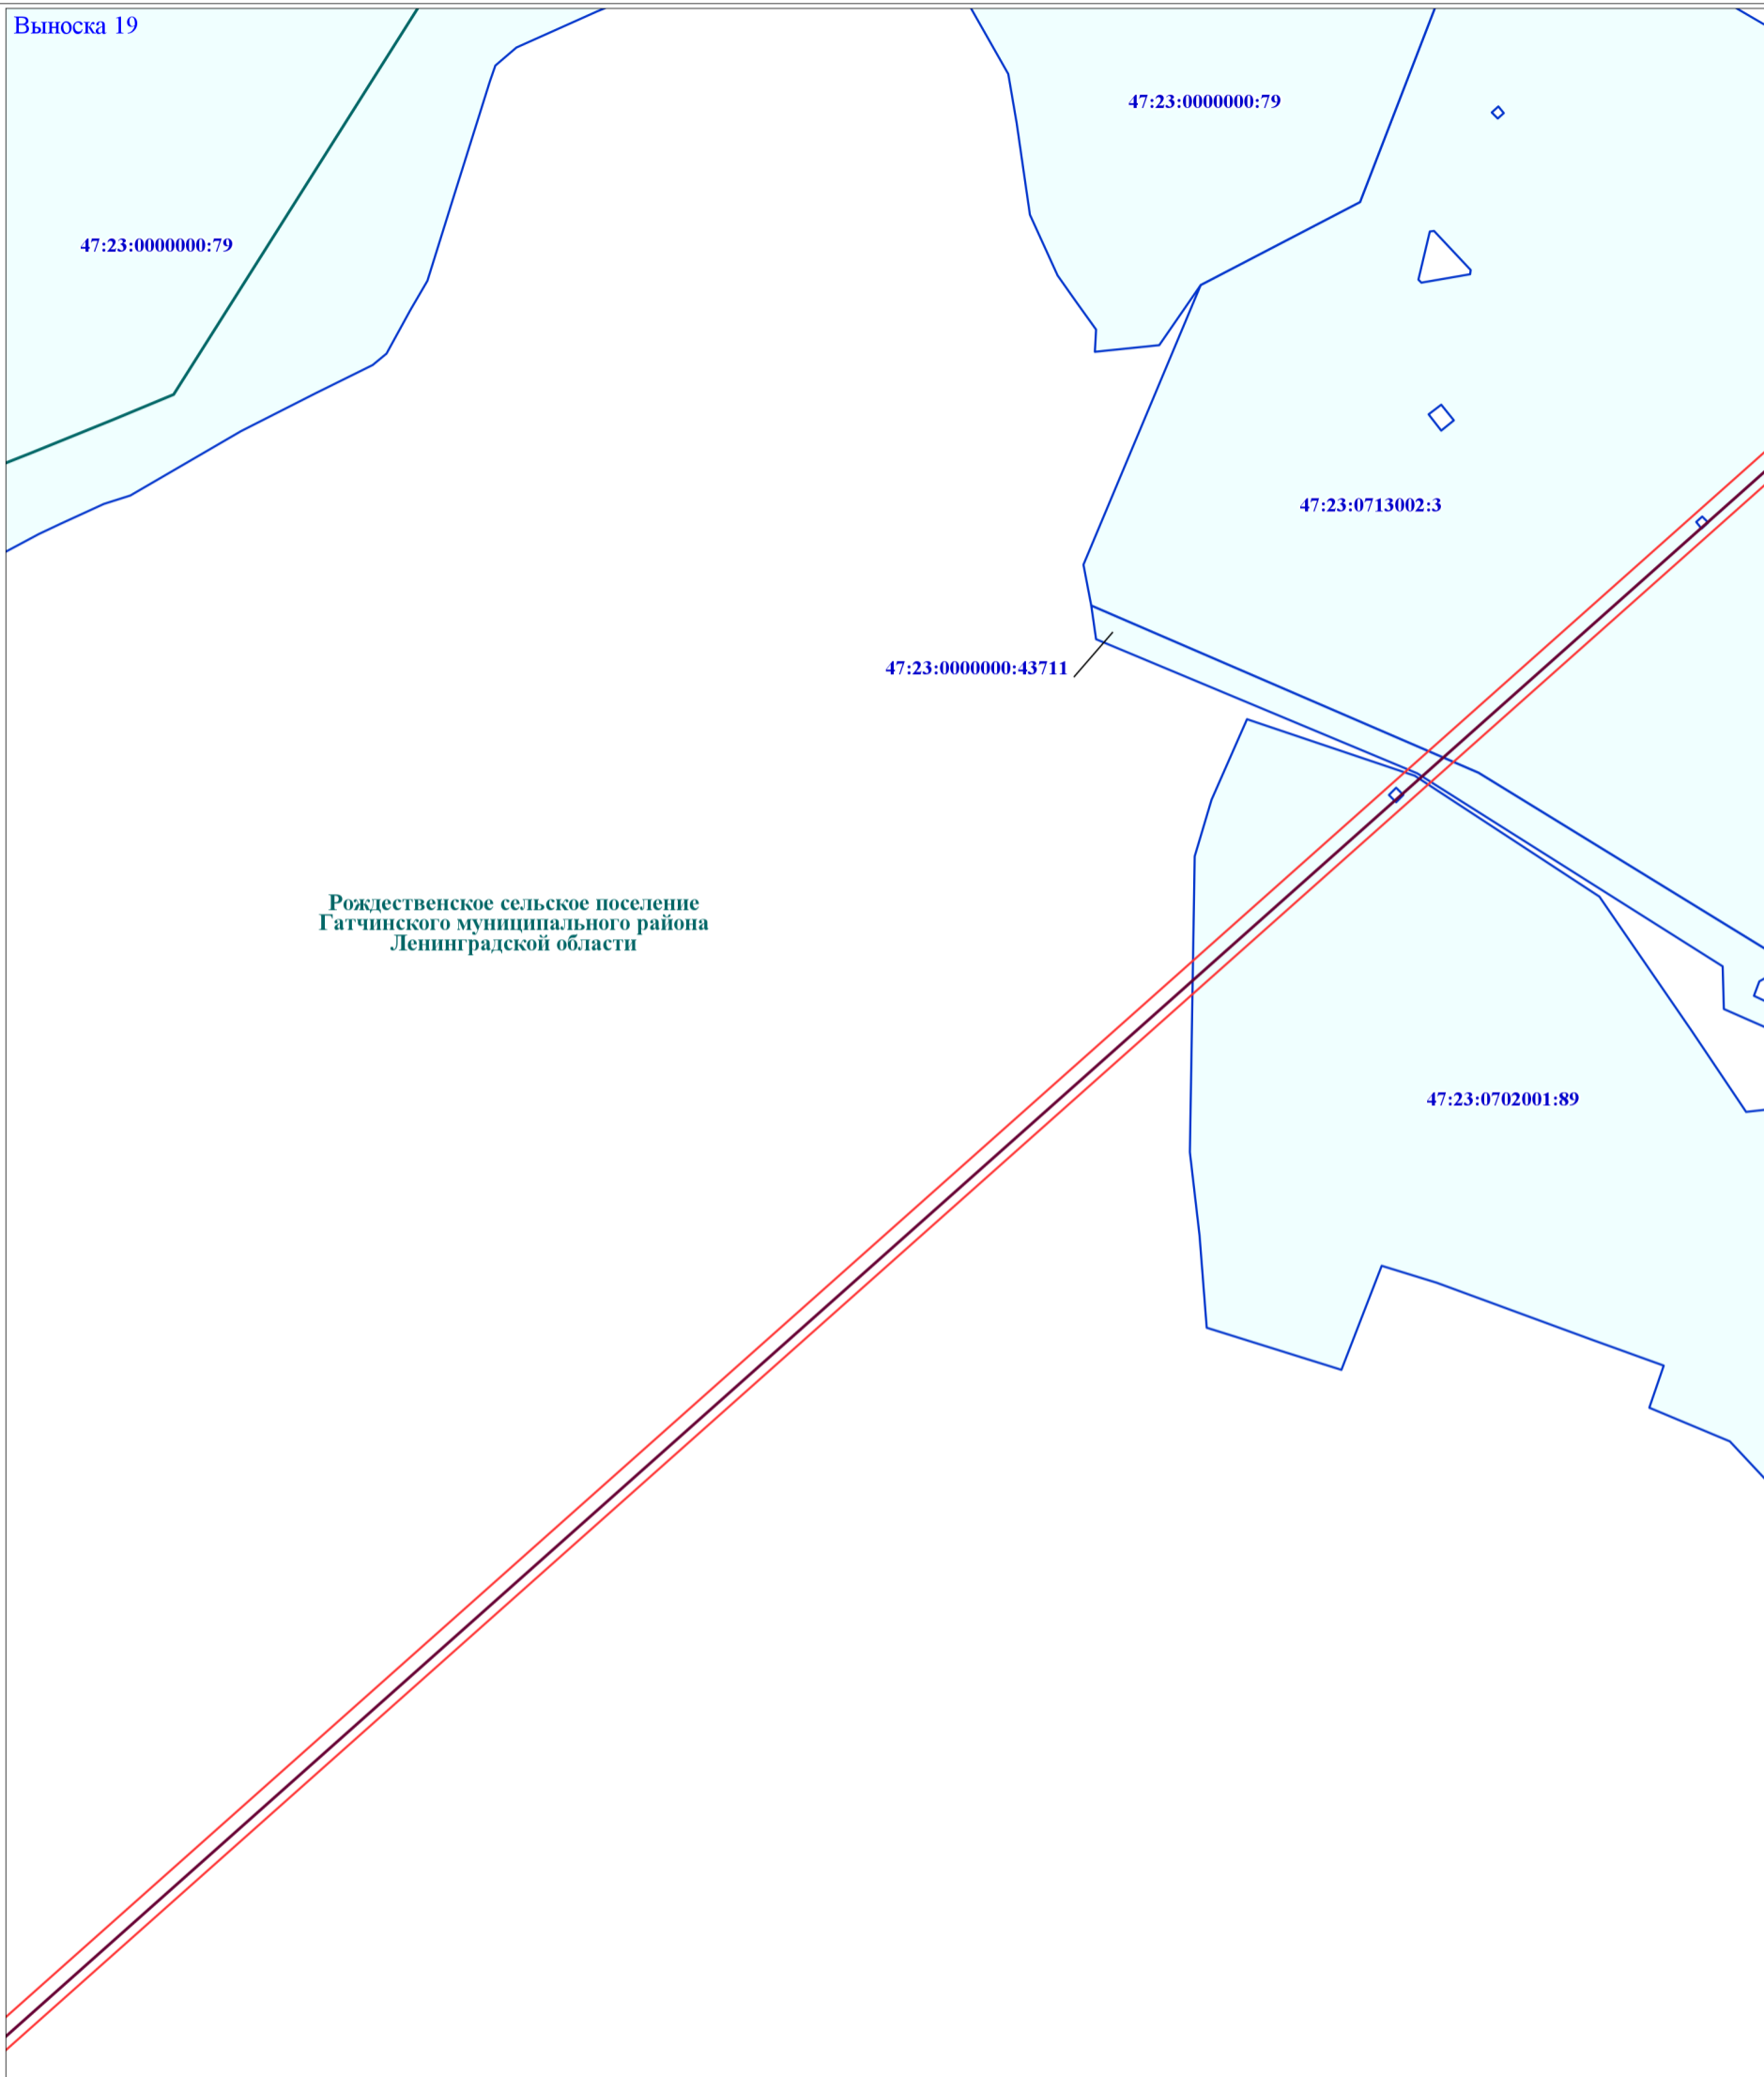 Выноска 19
47:23:0000000:79
47:23:0000000:79
47:23:0713002:3
47:23:0000000:43711
Рождественское сельское поселение
Гатчинского муниципального района
Ленинградской области
47:23:0702001:89